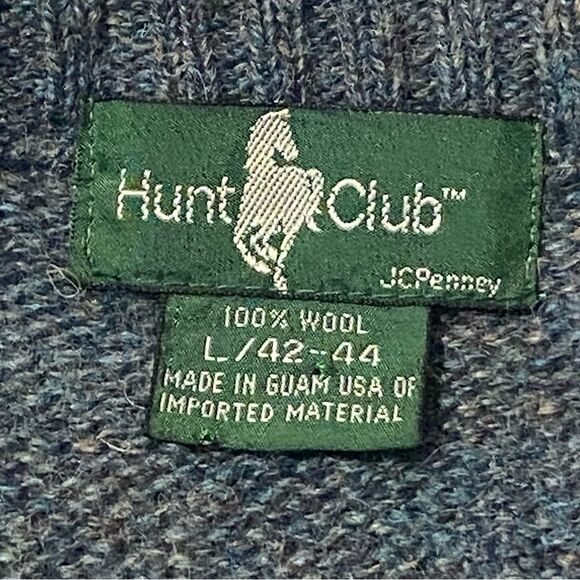 Hunt Club™
JCPenney
100% WOOL
L/42-44
MADE IN GUAM USA OF
IMPORTED MATERIAL